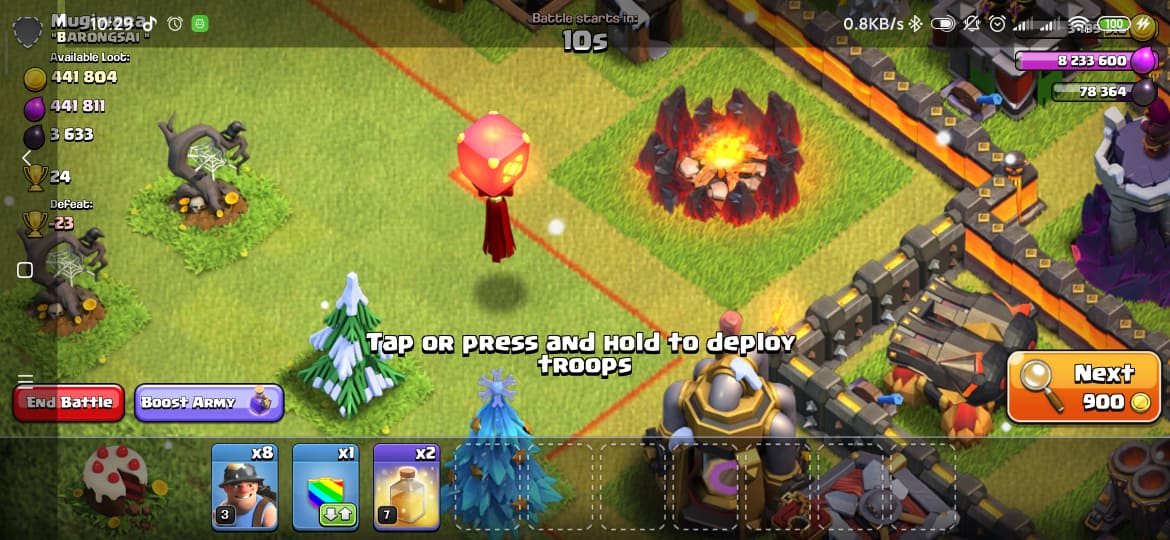 10:29
0.8KB/s
100
Battle starts in:
10s
"BARONGSAI"
Available Loot:
441 804
441 811
3 633
24
Defeat:
-23
8 233 600
78 364
Tap or press and hold to deploy
troops
End Battle
Boost Army
Next
900
x8
3
x1
x2
7